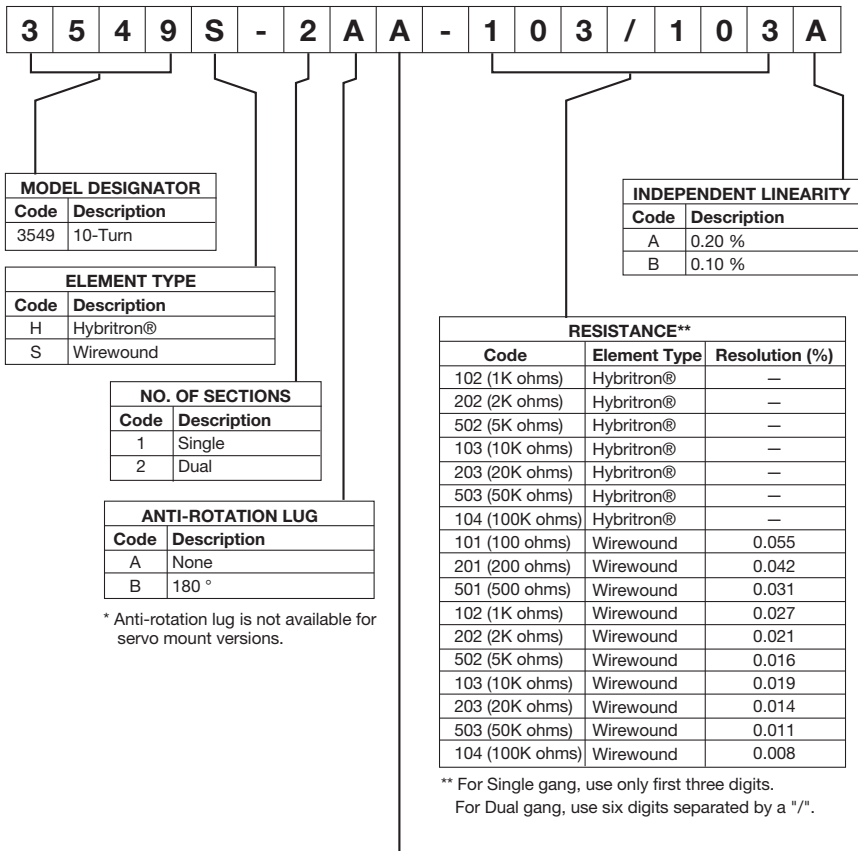 3 5 4 9 S - 2 A A - 1 0 3 / 1 0 3 A
MODEL DESIGNATOR
Code Description
3549 10-Turn
ELEMENT TYPE
Code Description
H Hybritron®
S Wirewound
NO. OF SECTIONS
Code Description
1 Single
2 Dual
ANTI-ROTATION LUG
Code Description
A None
B 180 °
* Anti-rotation lug is not available for
servo mount versions.
INDEPENDENT LINEARITY
Code Description
A 0.20 %
B 0.10 %
RESISTANCE**
Code Element Type Resolution (%)
102 (1K ohms) Hybritron® —
202 (2K ohms) Hybritron® —
502 (5K ohms) Hybritron® —
103 (10K ohms) Hybritron® —
203 (20K ohms) Hybritron® —
503 (50K ohms) Hybritron® —
104 (100K ohms) Hybritron® —
101 (100 ohms) Wirewound 0.055
201 (200 ohms) Wirewound 0.042
501 (500 ohms) Wirewound 0.031
102 (1K ohms) Wirewound 0.027
202 (2K ohms) Wirewound 0.021
502 (5K ohms) Wirewound 0.016
103 (10K ohms) Wirewound 0.019
203 (20K ohms) Wirewound 0.014
503 (50K ohms) Wirewound 0.011
104 (100K ohms) Wirewound 0.008
** For Single gang, use only first three digits.
For Dual gang, use six digits separated by a "/".